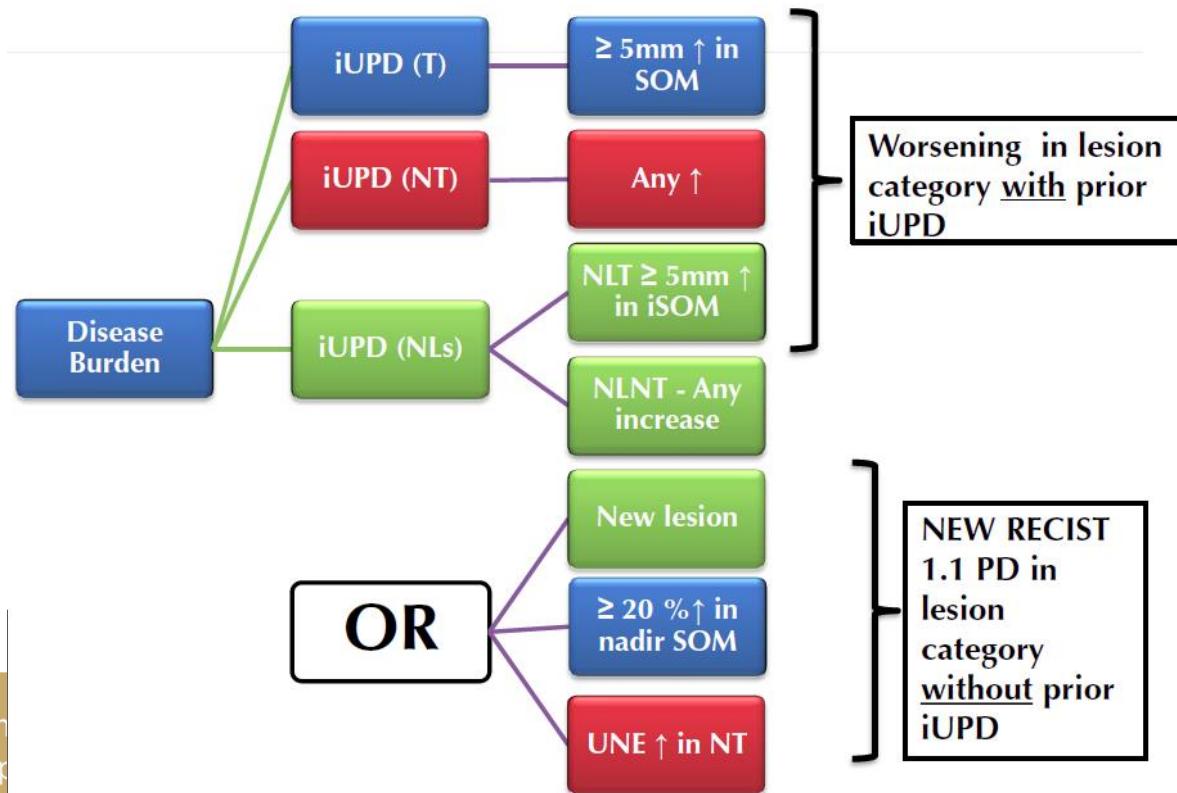 iUPD (T)
≥ 5mm ↑ in
SOM
iUPD (NT)
Any ↑
Worsening in lesion
category with prior
iUPD
Disease
Burden
iUPD (NLs)
NLT ≥ 5mm ↑
in iSOM
NLNT - Any
increase
OR
New lesion
≥ 20 %↑ in
nadir SOM
UNE ↑ in NT
NEW RECIST
1.1 PD in
lesion
category
without prior
iUPD